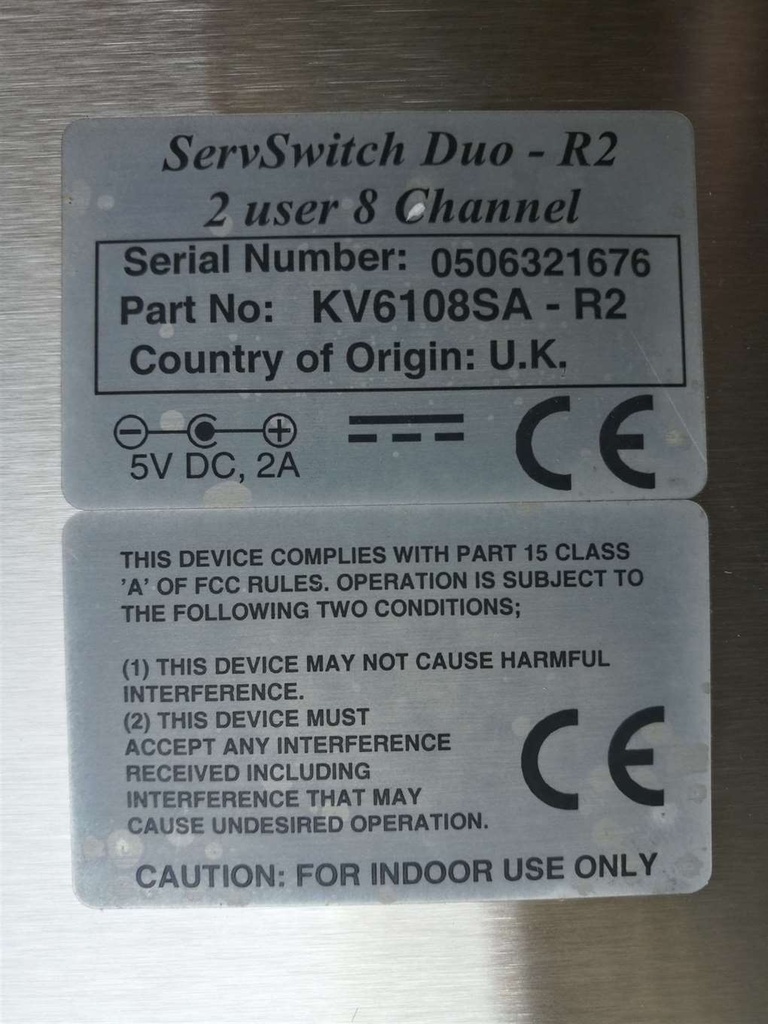 ServSwitch Duo - R2
2 user 8 Channel
Serial Number: 0506321676
Part No: KV6108SA - R2
Country of Origin: U.K.
5V DC, 2A
CE
THIS DEVICE COMPLIES WITH PART 15 CLASS
'A' OF FCC RULES. OPERATION IS SUBJECT TO
THE FOLLOWING TWO CONDITIONS;
(1) THIS DEVICE MAY NOT CAUSE HARMFUL
INTERFERENCE.
(2) THIS DEVICE MUST
ACCEPT ANY INTERFERENCE
RECEIVED INCLUDING
INTERFERENCE THAT MAY
CAUSE UNDESIRED OPERATION.
CE
CAUTION: FOR INDOOR USE ONLY